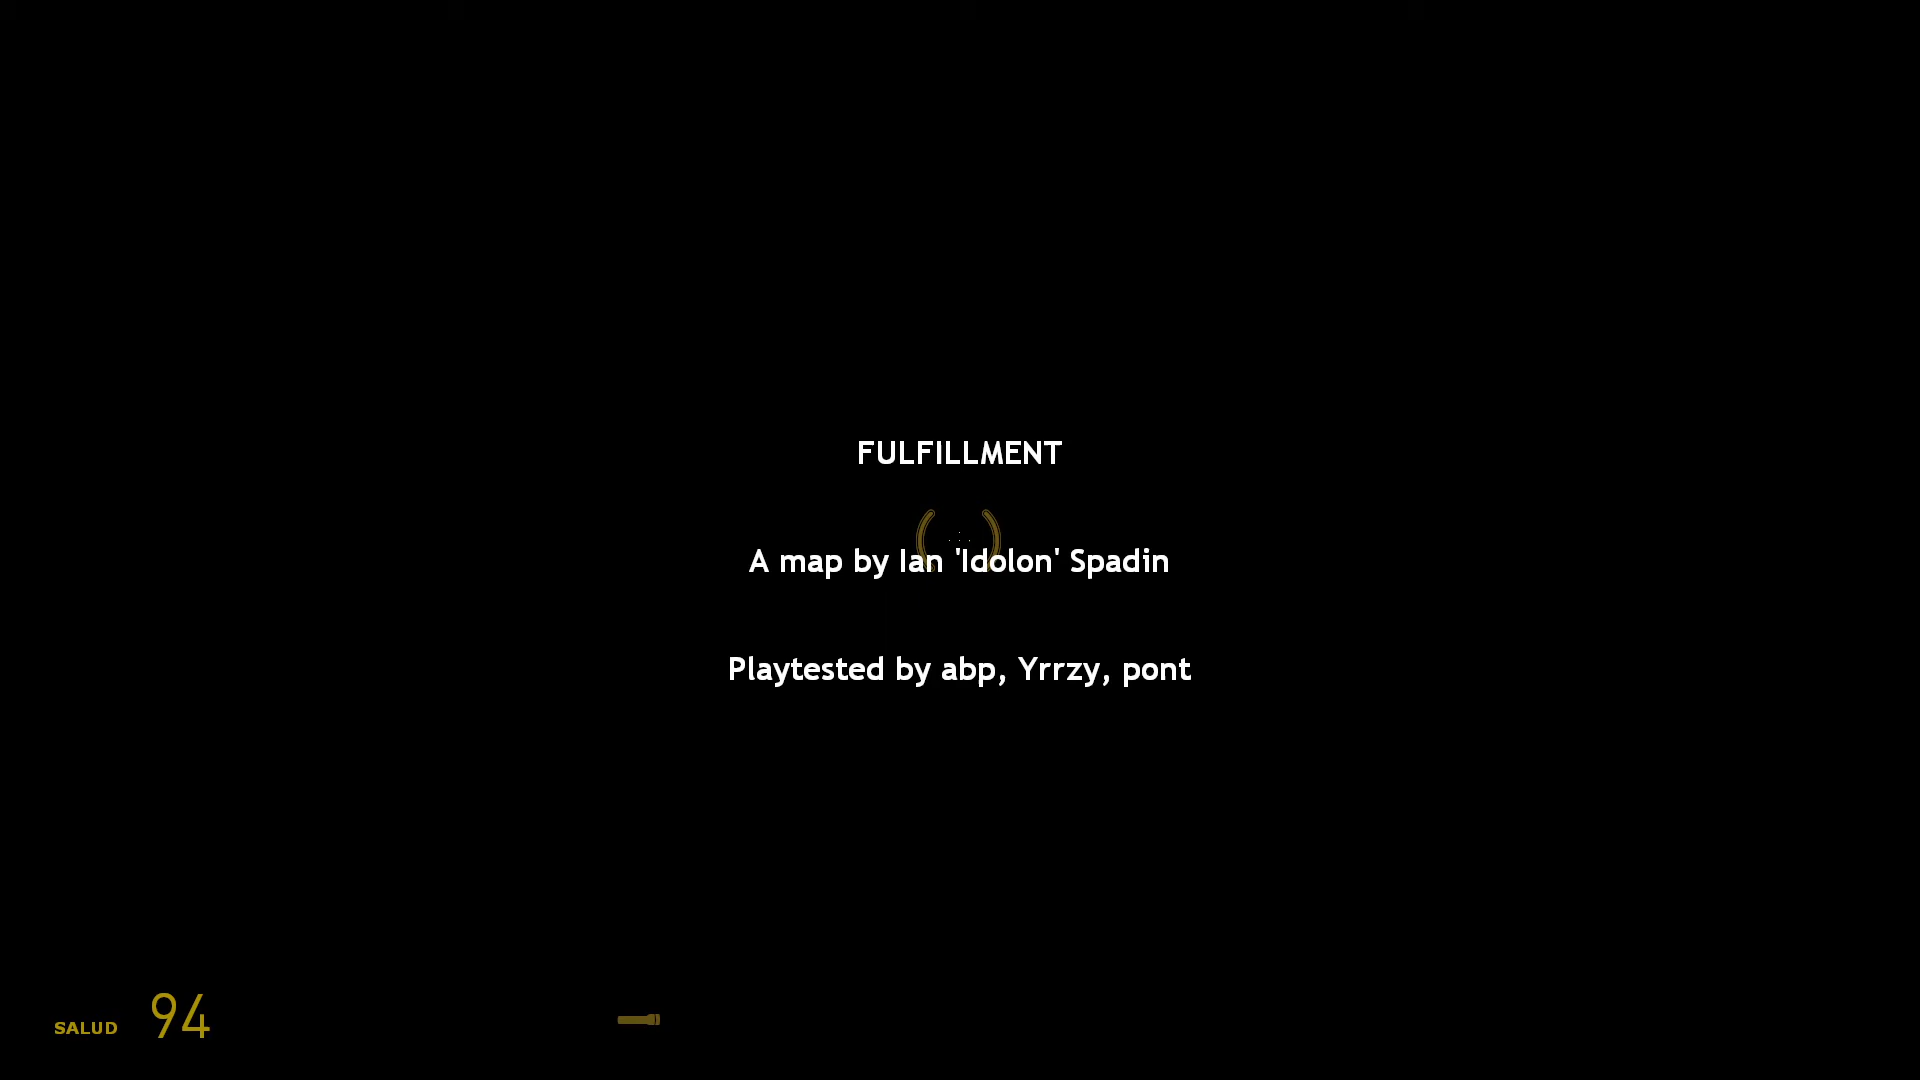 FULFILLMENT
A map by Ian 'Idolon' Spadin
Playtested by abp, Yrrzy, pont
SALUD 94